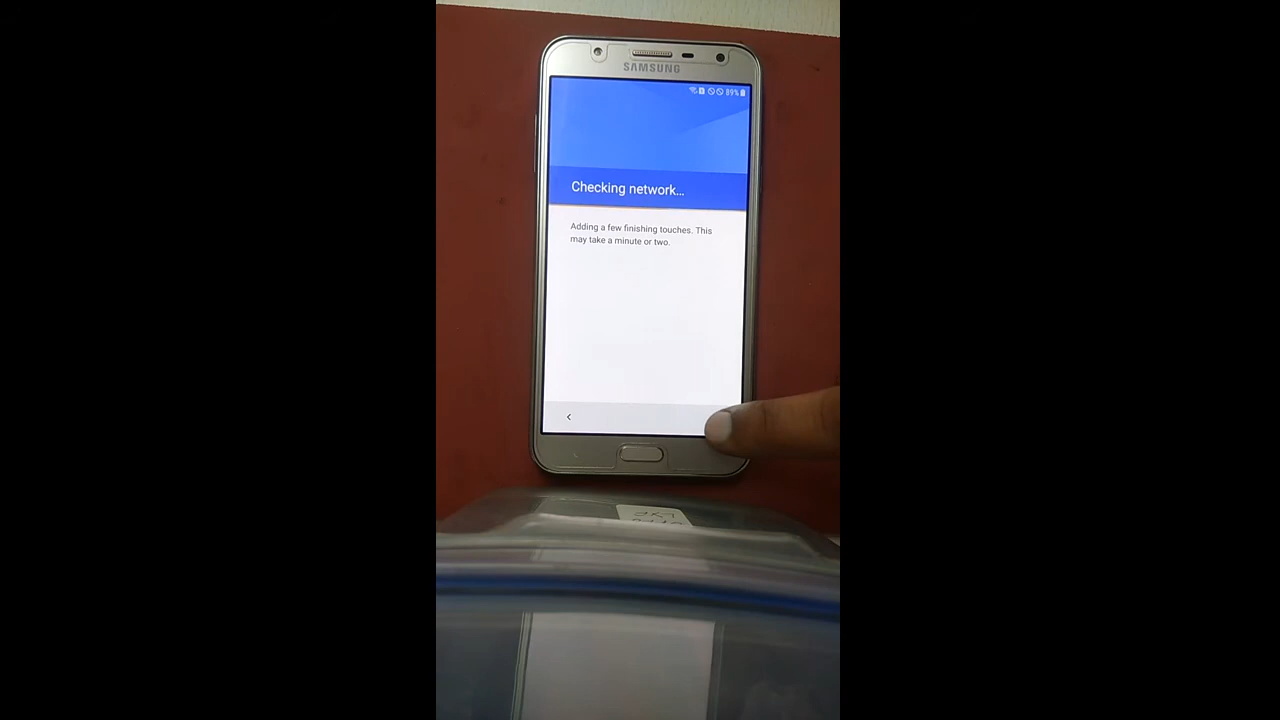 SAMSUNG
89%
Checking network...
Adding a few finishing touches. This
may take a minute or two.